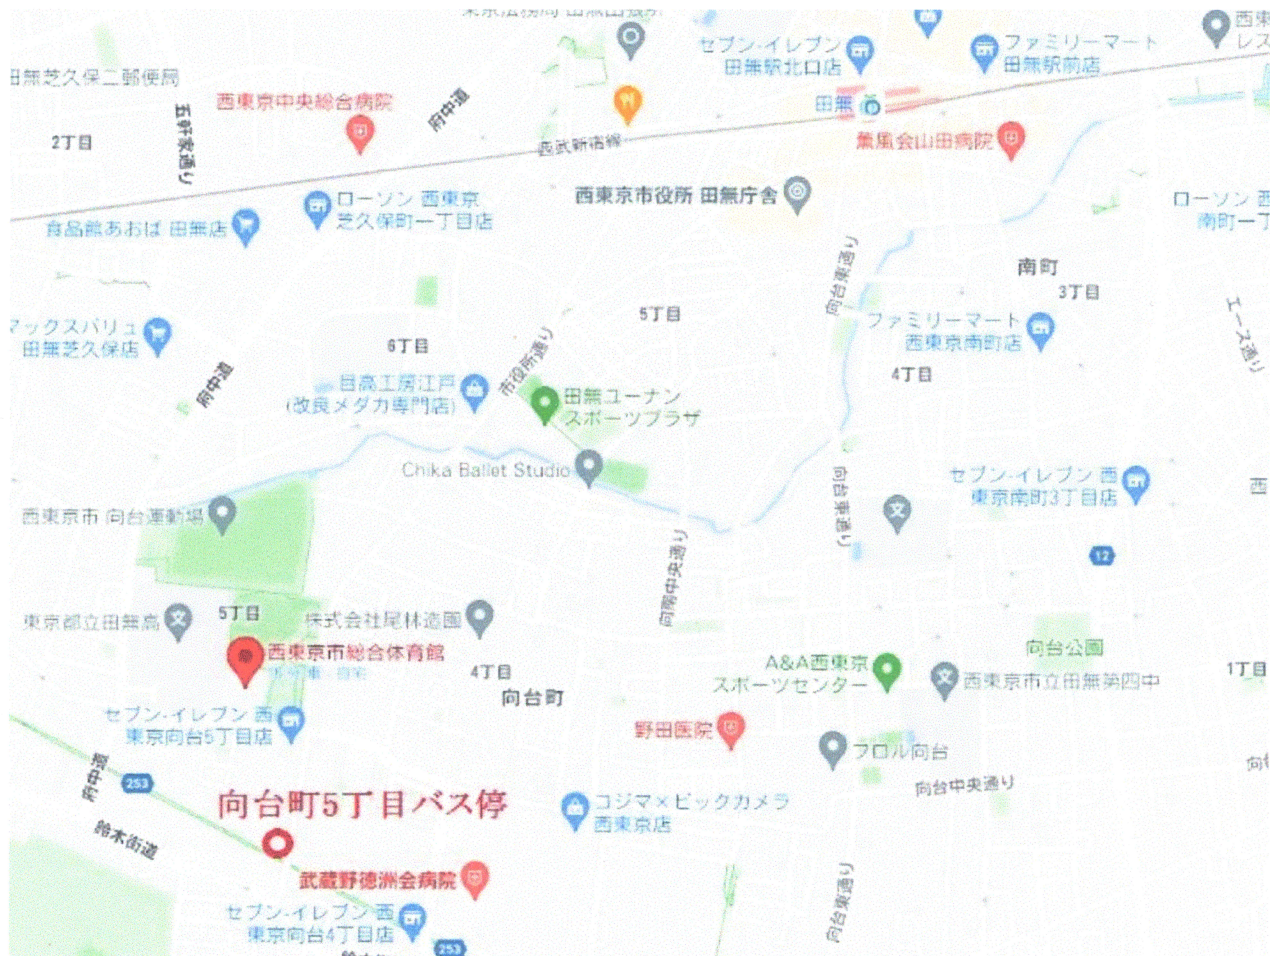 セブン-イレブン
田無駅北口店
ファミリーマート
田無駅前店
西東
レス
田無芝久保二郵便局
西東京中央総合病院
五軒家通り
府中道
2丁目
田無
薫風会山田病院
西武新宿線
西東京市役所 田無庁舎
ローソン 西東京
芝久保町一丁目店
食品館あおば 田無店
ローソン 西
南町一丁
向台東通り
南町
3丁目
5丁目
エース通り
マックスバリュ
田無芝久保店
6丁目
市役所通り
ファミリーマート
西東京南町店
4丁目
府中道
目高工房江戸
(改良メダカ専門店)
田無ユーナン
スポーツプラザ
Chika Ballet Studio
向台東通り
セブン-イレブン 西
東京南町3丁目店
西
西東京市 向台運動場
12
向南中央通り
東京都立田無高
5丁目
株式会社尾林造園
西東京市総合体育館
4丁目
向台町
A&A西東京
スポーツセンター
向台公園
西東京市立田無第四中
1丁目
セブン-イレブン 西
東京向台5丁目店
野田医院
フロル向台
向台中央通り
府中道
253
向台町5丁目バス停
コジマ×ビックカメラ
西東京店
鈴木街道
武蔵野徳洲会病院
セブン-イレブン 西
東京向台4丁目店
向台東通り
253